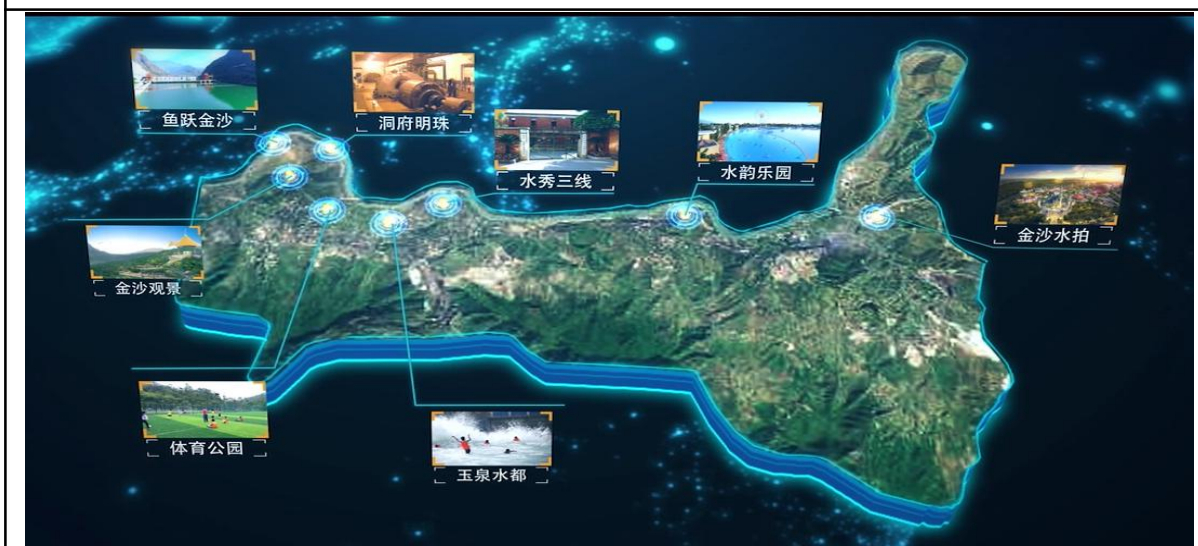 鱼跃金沙
洞府明珠
水秀三线
水韵乐园
金沙水拍
金沙观景
体育公园
玉泉水都